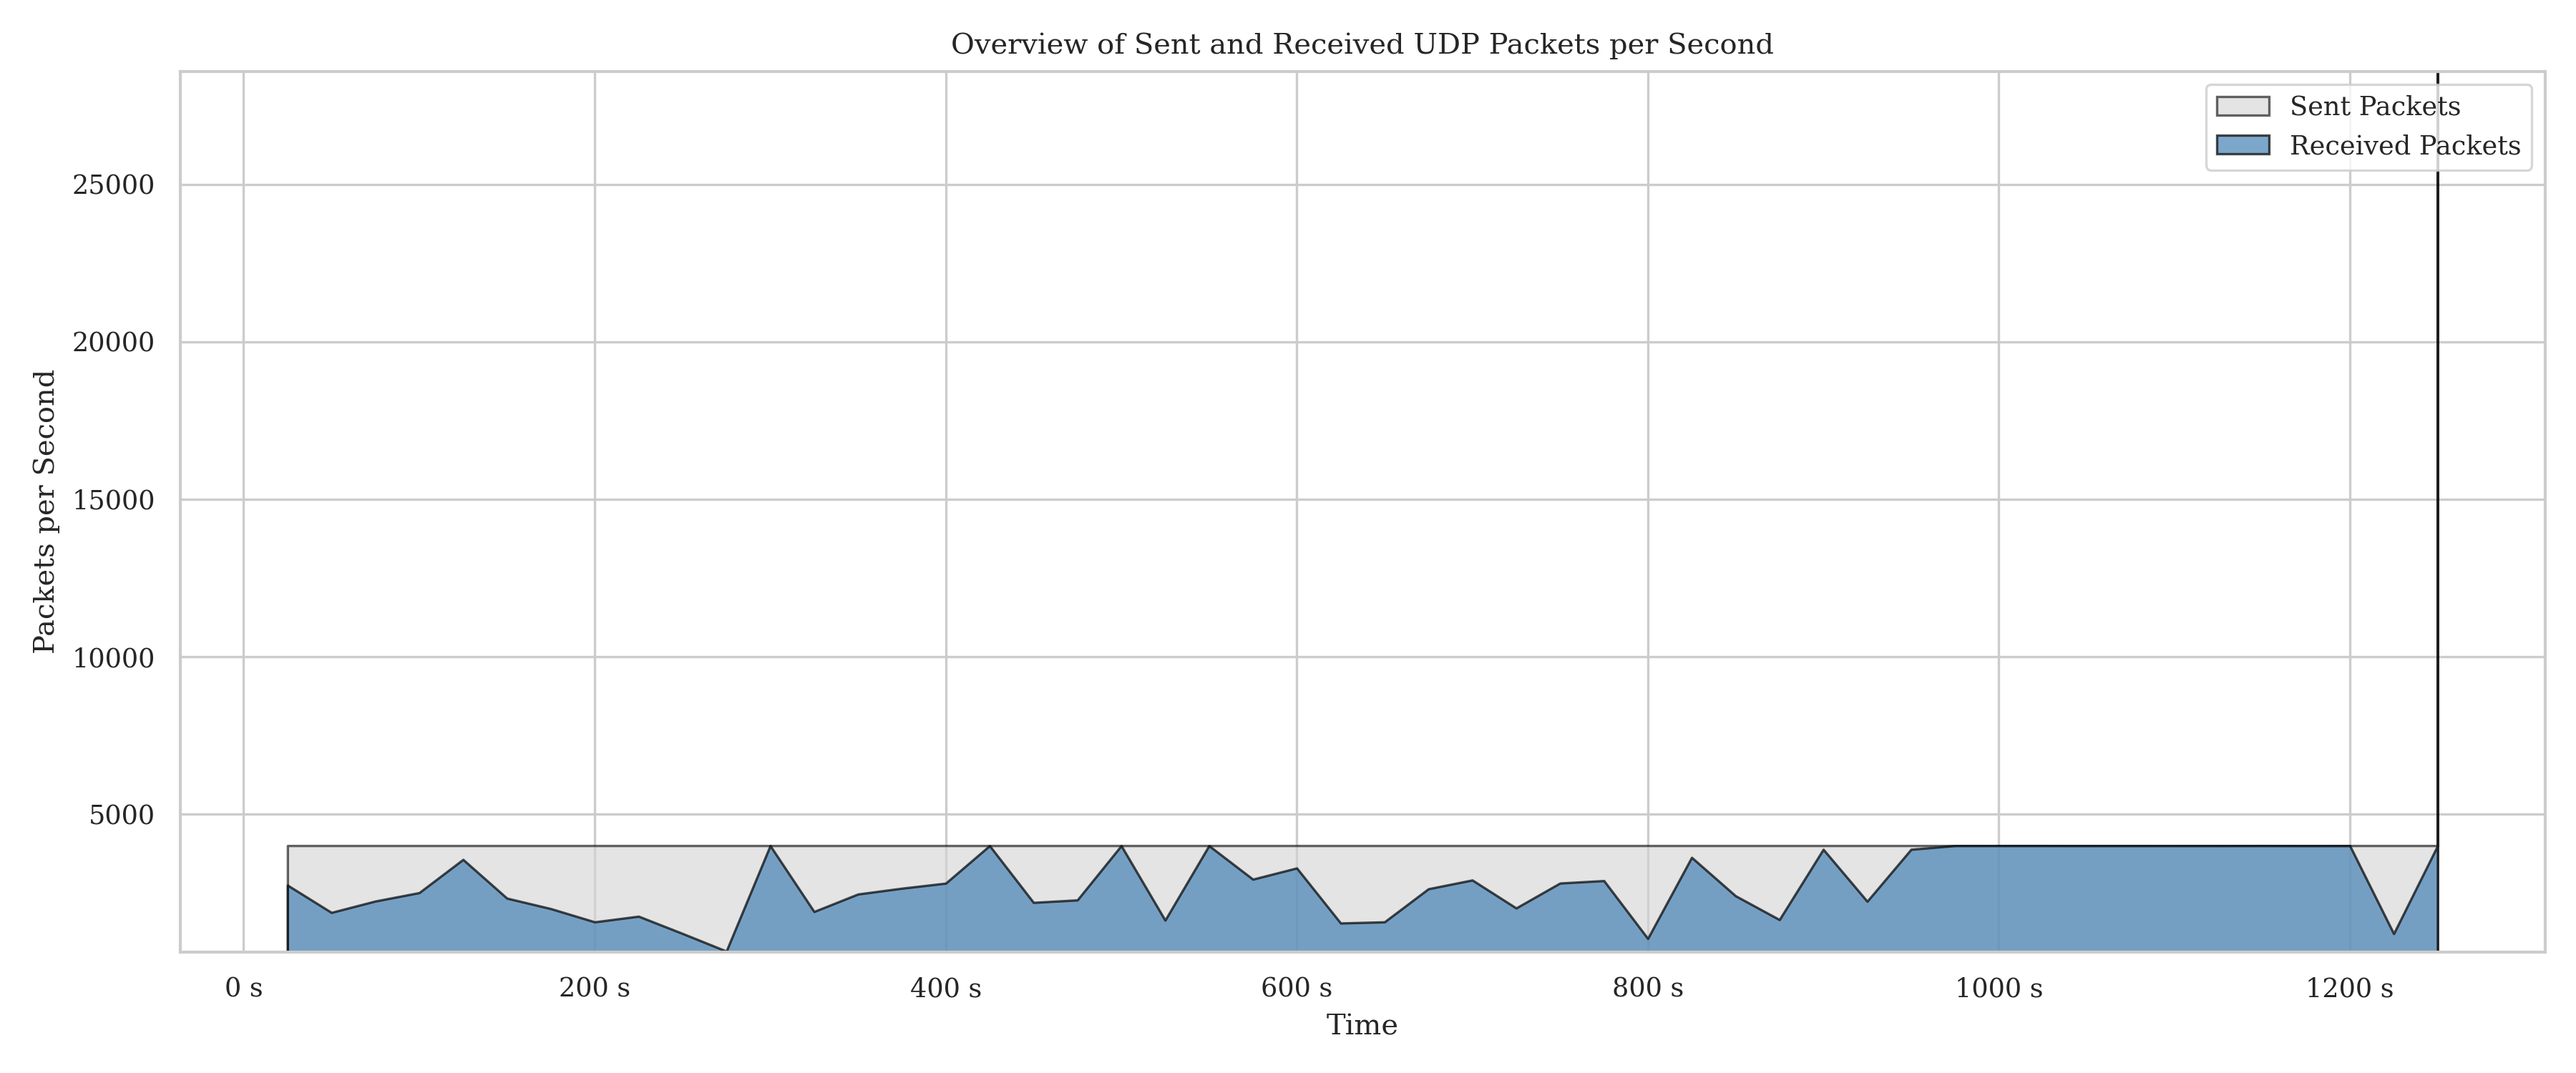 Overview of Sent and Received UDP Packets per Second
Sent Packets
Received Packets
Packets per Second
25000
20000
15000
10000
5000
0 s
200 s
400 s
600 s
800 s
1000 s
1200 s
Time